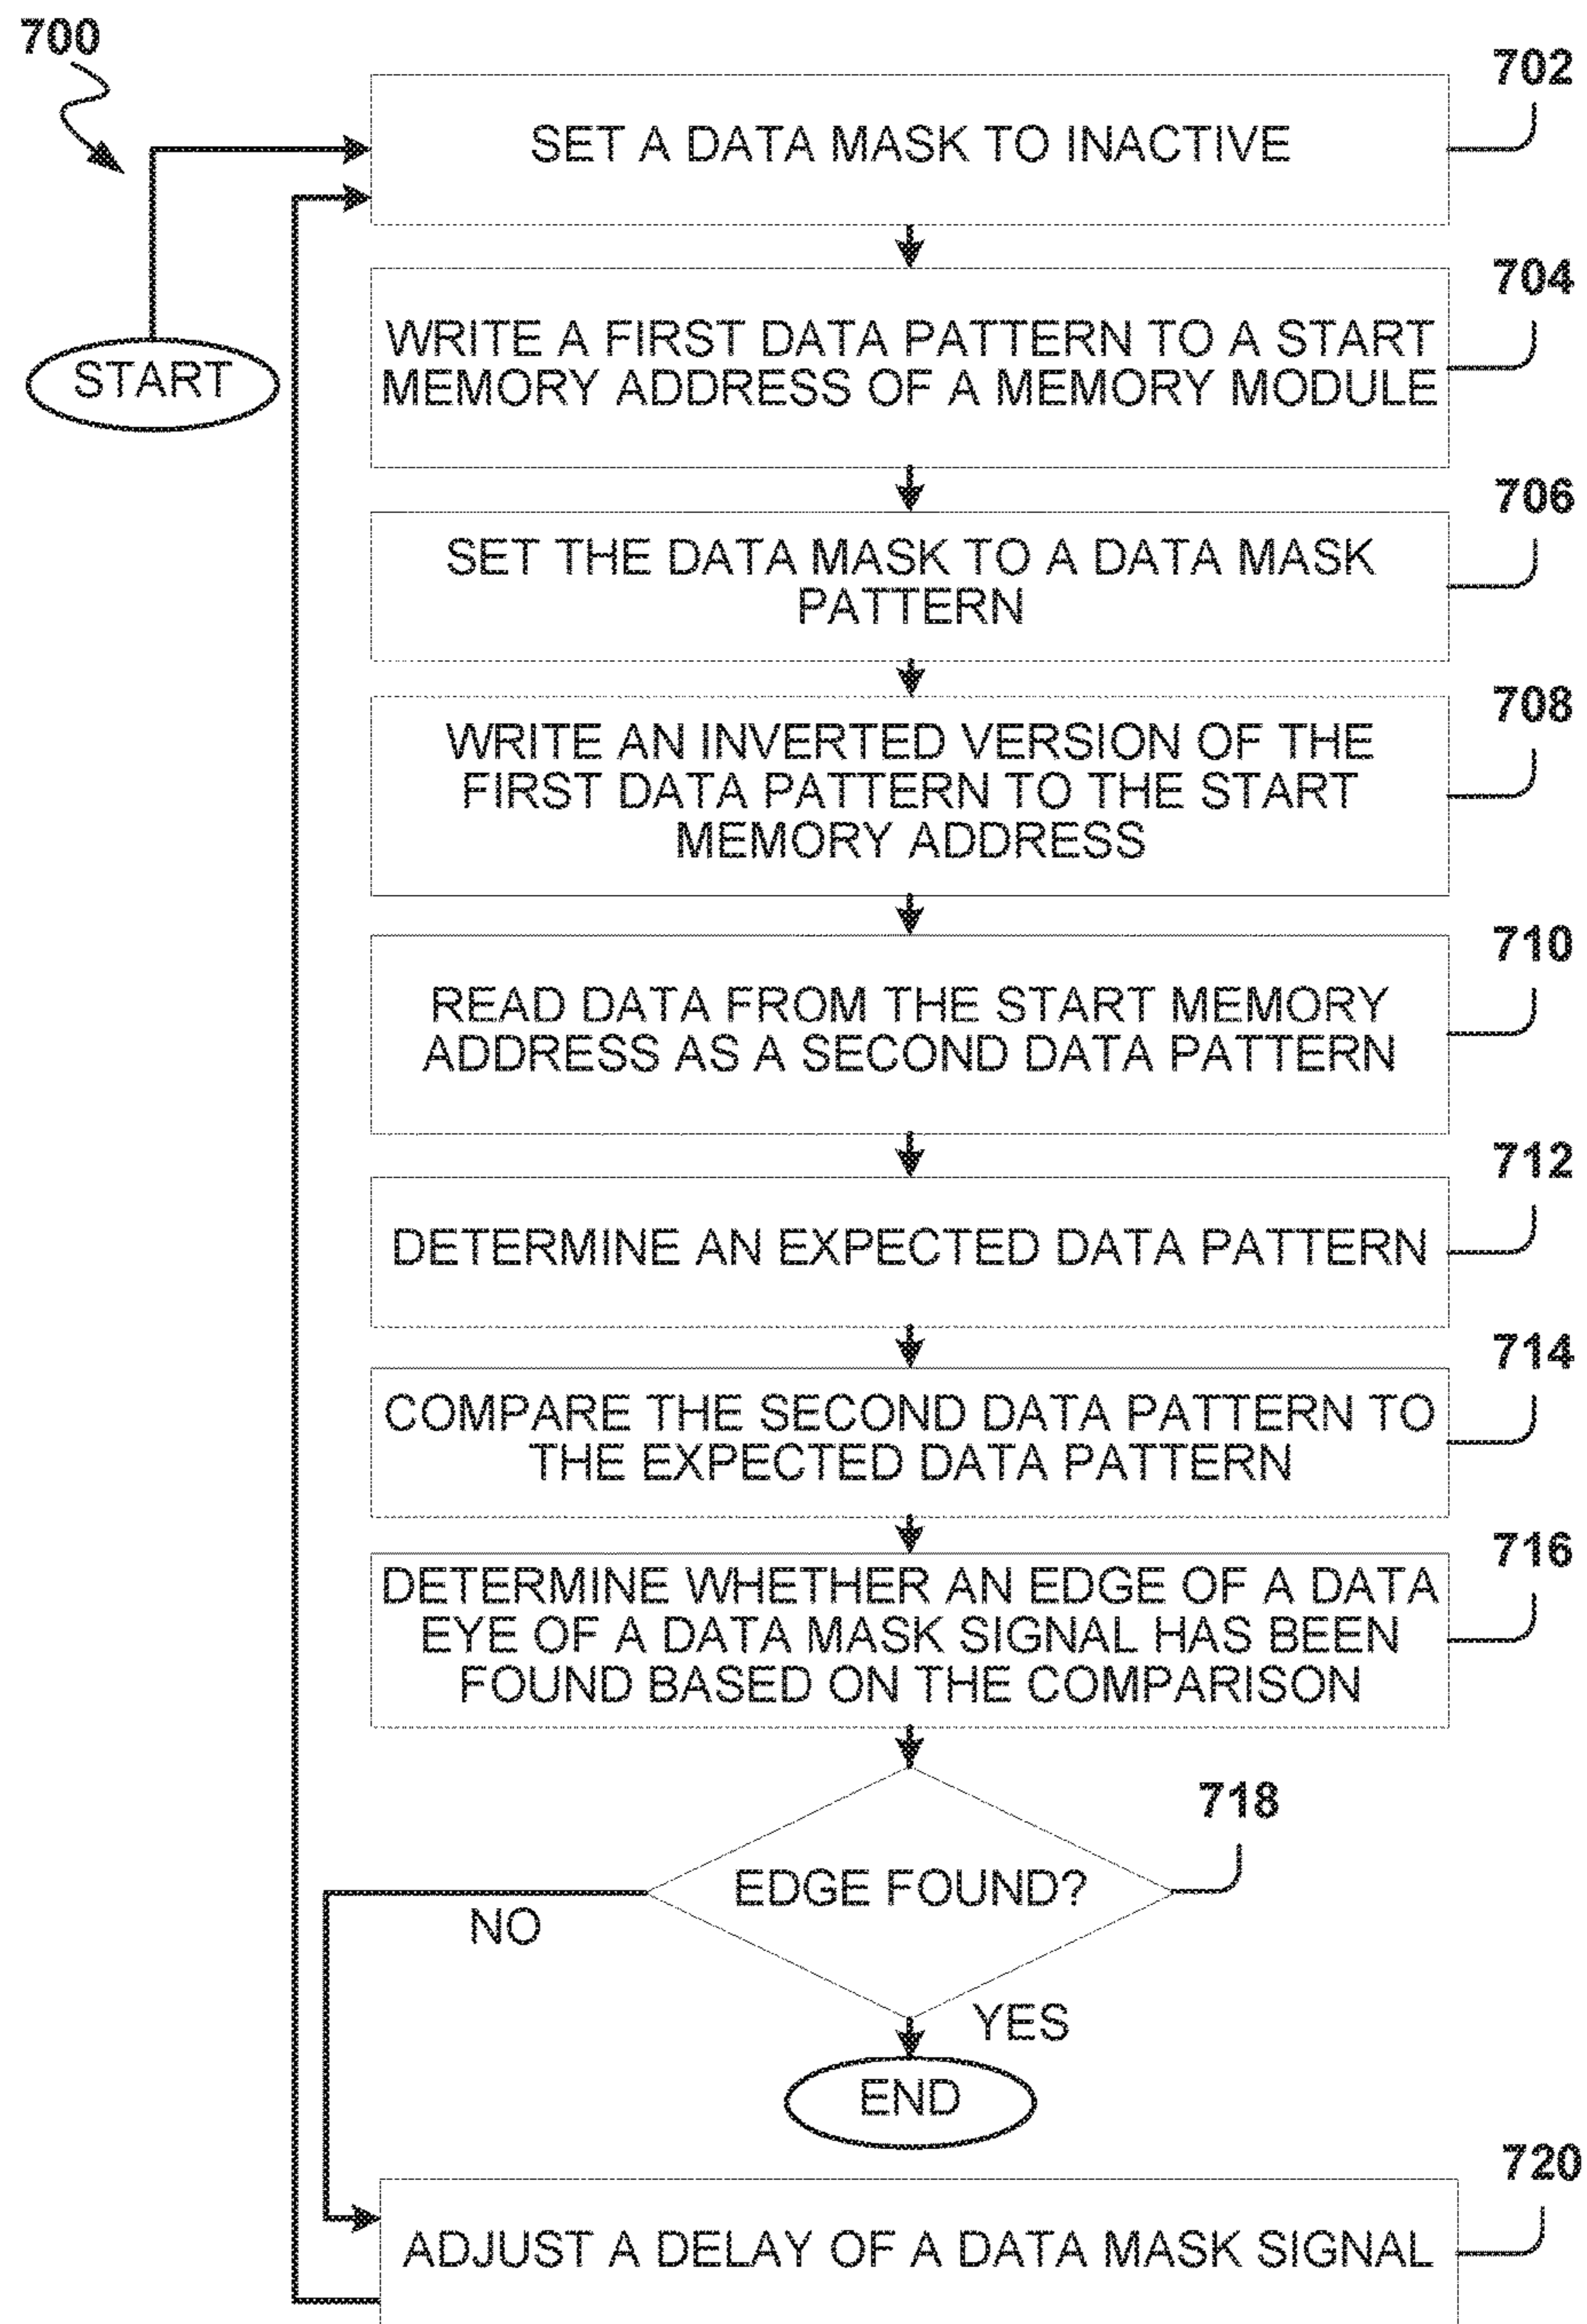 700
702
SET A DATA MASK TO INACTIVE
704
WRITE A FIRST DATA PATTERN TO A START
MEMORY ADDRESS OF A MEMORY MODULE
START
706
SET THE DATA MASK TO A DATA MASK
PATTERN
708
WRITE AN INVERTED VERSION OF THE
FIRST DATA PATTERN TO THE START
MEMORY ADDRESS
710
READ DATA FROM THE START MEMORY
ADDRESS AS A SECOND DATA PATTERN
712
DETERMINE AN EXPECTED DATA PATTERN
714
COMPARE THE SECOND DATA PATTERN TO
THE EXPECTED DATA PATTERN
716
DETERMINE WHETHER AN EDGE OF A DATA
EYE OF A DATA MASK SIGNAL HAS BEEN
FOUND BASED ON THE COMPARISON
718
EDGE FOUND?
NO
YES
END
720
ADJUST A DELAY OF A DATA MASK SIGNAL